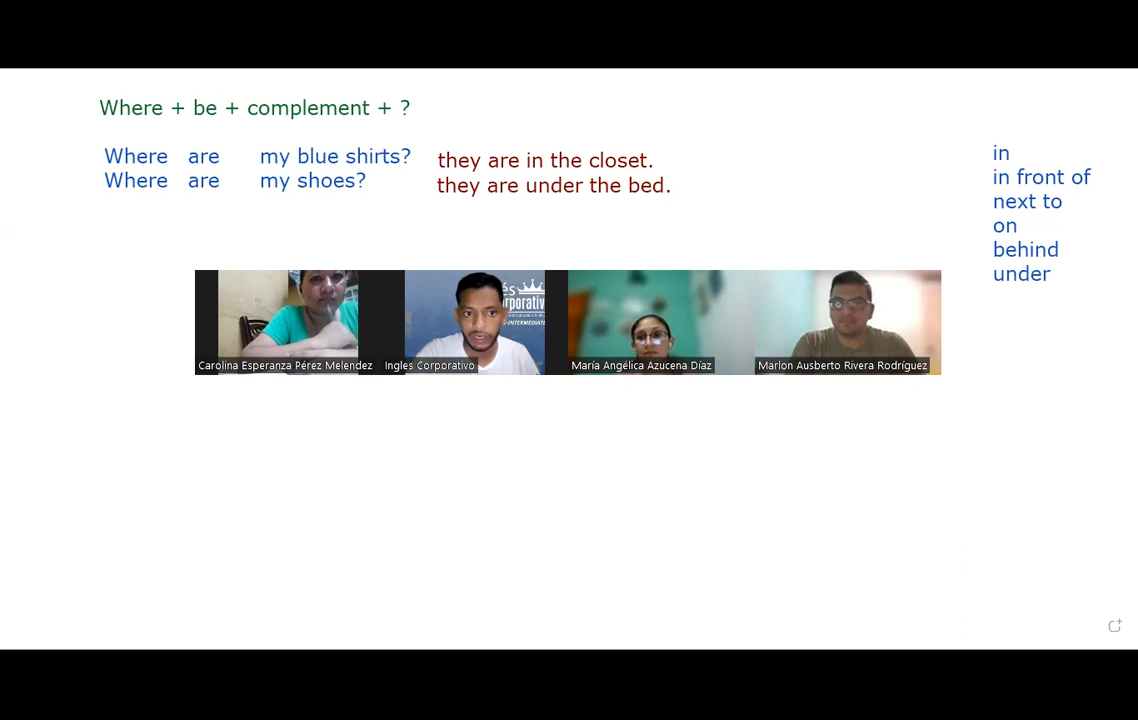 Where + be + complement + ?
Where are my blue shirts? they are in the closet.
Where are my shoes? they are under the bed.
in
in front of
next to
on
behind
under
Carolina Esperanza Pérez Melendez
Ingles Corporativo
María Angélica Azucena Díaz
Marlon Ausberto Rivera Rodríguez